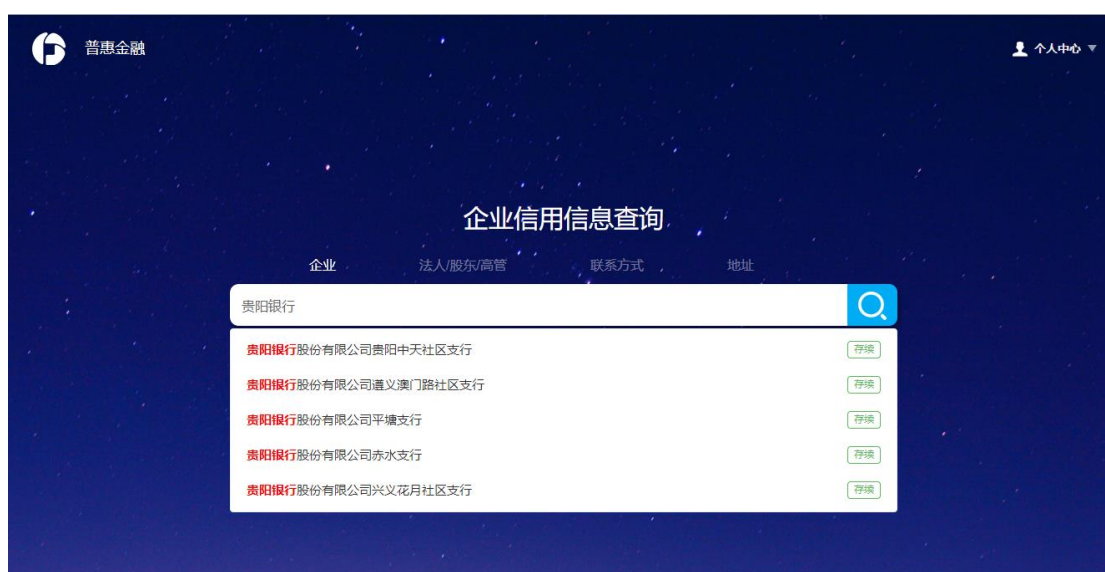 普惠金融
个人中心
企业信用信息查询
企业 法人/股东/高管 联系方式 地址
贵阳银行
贵阳银行股份有限公司贵阳中天社区支行 存续
贵阳银行股份有限公司遵义澳门路社区支行 存续
贵阳银行股份有限公司平塘支行 存续
贵阳银行股份有限公司赤水支行 存续
贵阳银行股份有限公司兴义花月社区支行 存续